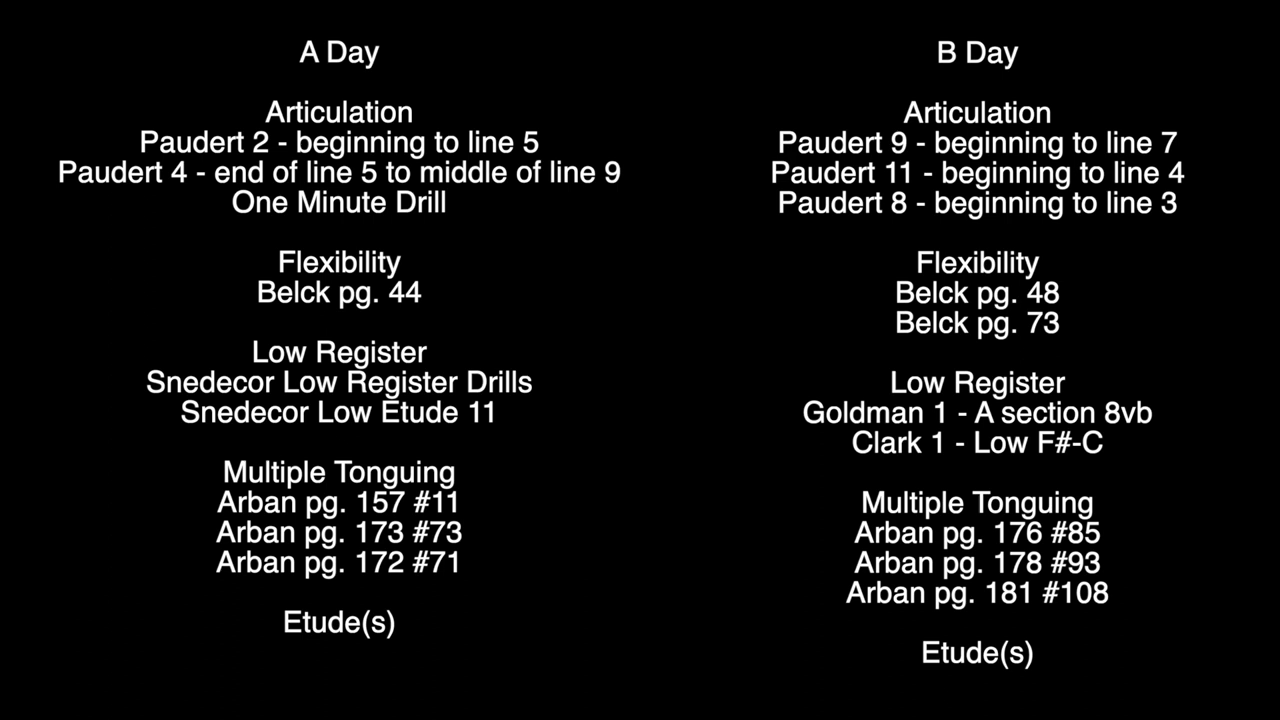 A Day
Articulation
Paudert 2 - beginning to line 5
Paudert 4 - end of line 5 to middle of line 9
One Minute Drill
Flexibility
Belck pg. 44
Low Register
Snedecor Low Register Drills
Snedecor Low Etude 11
Multiple Tonguing
Arban pg. 157 #11
Arban pg. 173 #73
Arban pg. 172 #71
Etude(s)
B Day
Articulation
Paudert 9 - beginning to line 7
Paudert 11 - beginning to line 4
Paudert 8 - beginning to line 3
Flexibility
Belck pg. 48
Belck pg. 73
Low Register
Goldman 1 - A section 8vb
Clark 1 - Low F#-C
Multiple Tonguing
Arban pg. 176 #85
Arban pg. 178 #93
Arban pg. 181 #108
Etude(s)